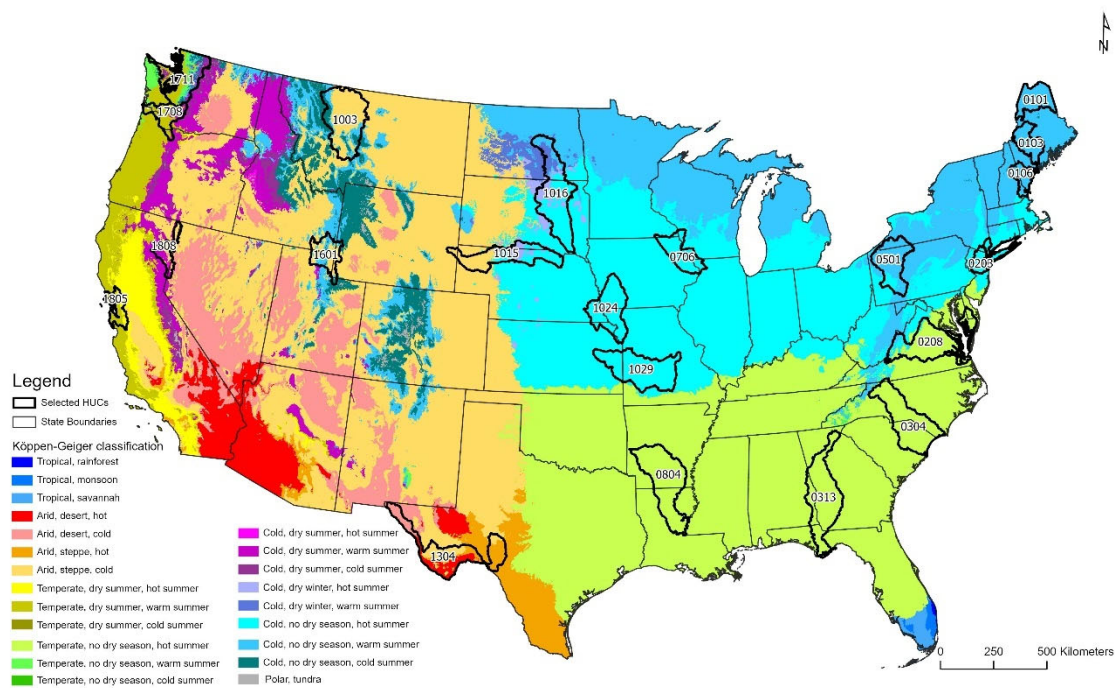 N
1711
1708
1003
0101
0103
0106
1016
1808
1601
1015
0706
0501
0203
1805
1024
0208
1029
0304
0804
0313
1304
Legend
Selected HUCs
State Boundaries
Köppen-Geiger classification
Tropical, rainforest
Tropical, monsoon
Tropical, savannah
Arid, desert, hot
Arid, desert, cold
Arid, steppe, hot
Arid, steppe, cold
Temperate, dry summer, hot summer
Temperate, dry summer, warm summer
Temperate, dry summer, cold summer
Temperate, no dry season, hot summer
Temperate, no dry season, warm summer
Temperate, no dry season, cold summer
Cold, dry summer, hot summer
Cold, dry summer, warm summer
Cold, dry summer, cold summer
Cold, dry winter, hot summer
Cold, dry winter, warm summer
Cold, no dry season, hot summer
Cold, no dry season, warm summer
Cold, no dry season, cold summer
Polar, tundra
0 250 500 Kilometers